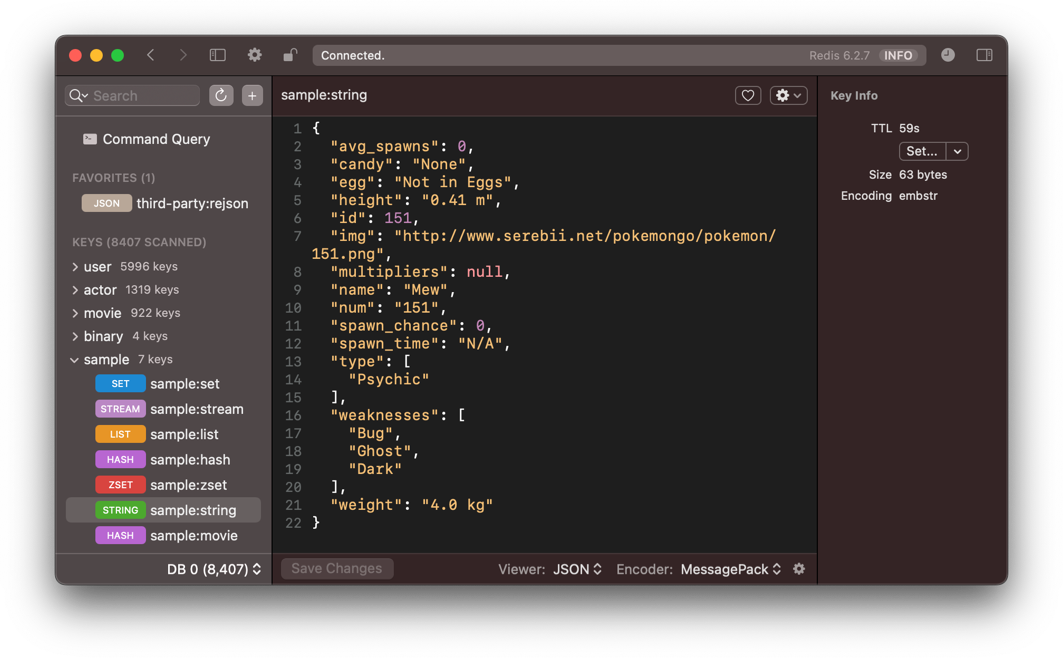 Connected.
Redis 6.2.7 INFO
Search
+
Command Query
FAVORITES (1)
JSON third-party:rejson
KEYS (8407 SCANNED)
user 5996 keys
actor 1319 keys
movie 922 keys
binary 4 keys
sample 7 keys
SET sample:set
STREAM sample:stream
LIST sample:list
HASH sample:hash
ZSET sample:zset
STRING sample:string
HASH sample:movie
DB 0 (8,407)
sample:string
1 {
2 "avg_spawns": 0,
3 "candy": "None",
4 "egg": "Not in Eggs",
5 "height": "0.41 m",
6 "id": 151,
7 "img": "http://www.serebii.net/pokemongo/pokemon/
151.png",
8 "multipliers": null,
9 "name": "Mew",
10 "num": "151",
11 "spawn_chance": 0,
12 "spawn_time": "N/A",
13 "type": [
14 "Psychic"
15 ],
16 "weaknesses": [
17 "Bug",
18 "Ghost",
19 "Dark"
20 ],
21 "weight": "4.0 kg"
22 }
Save Changes
Viewer: JSON Encoder: MessagePack
Key Info
TTL 59s
Set...
Size 63 bytes
Encoding embstr